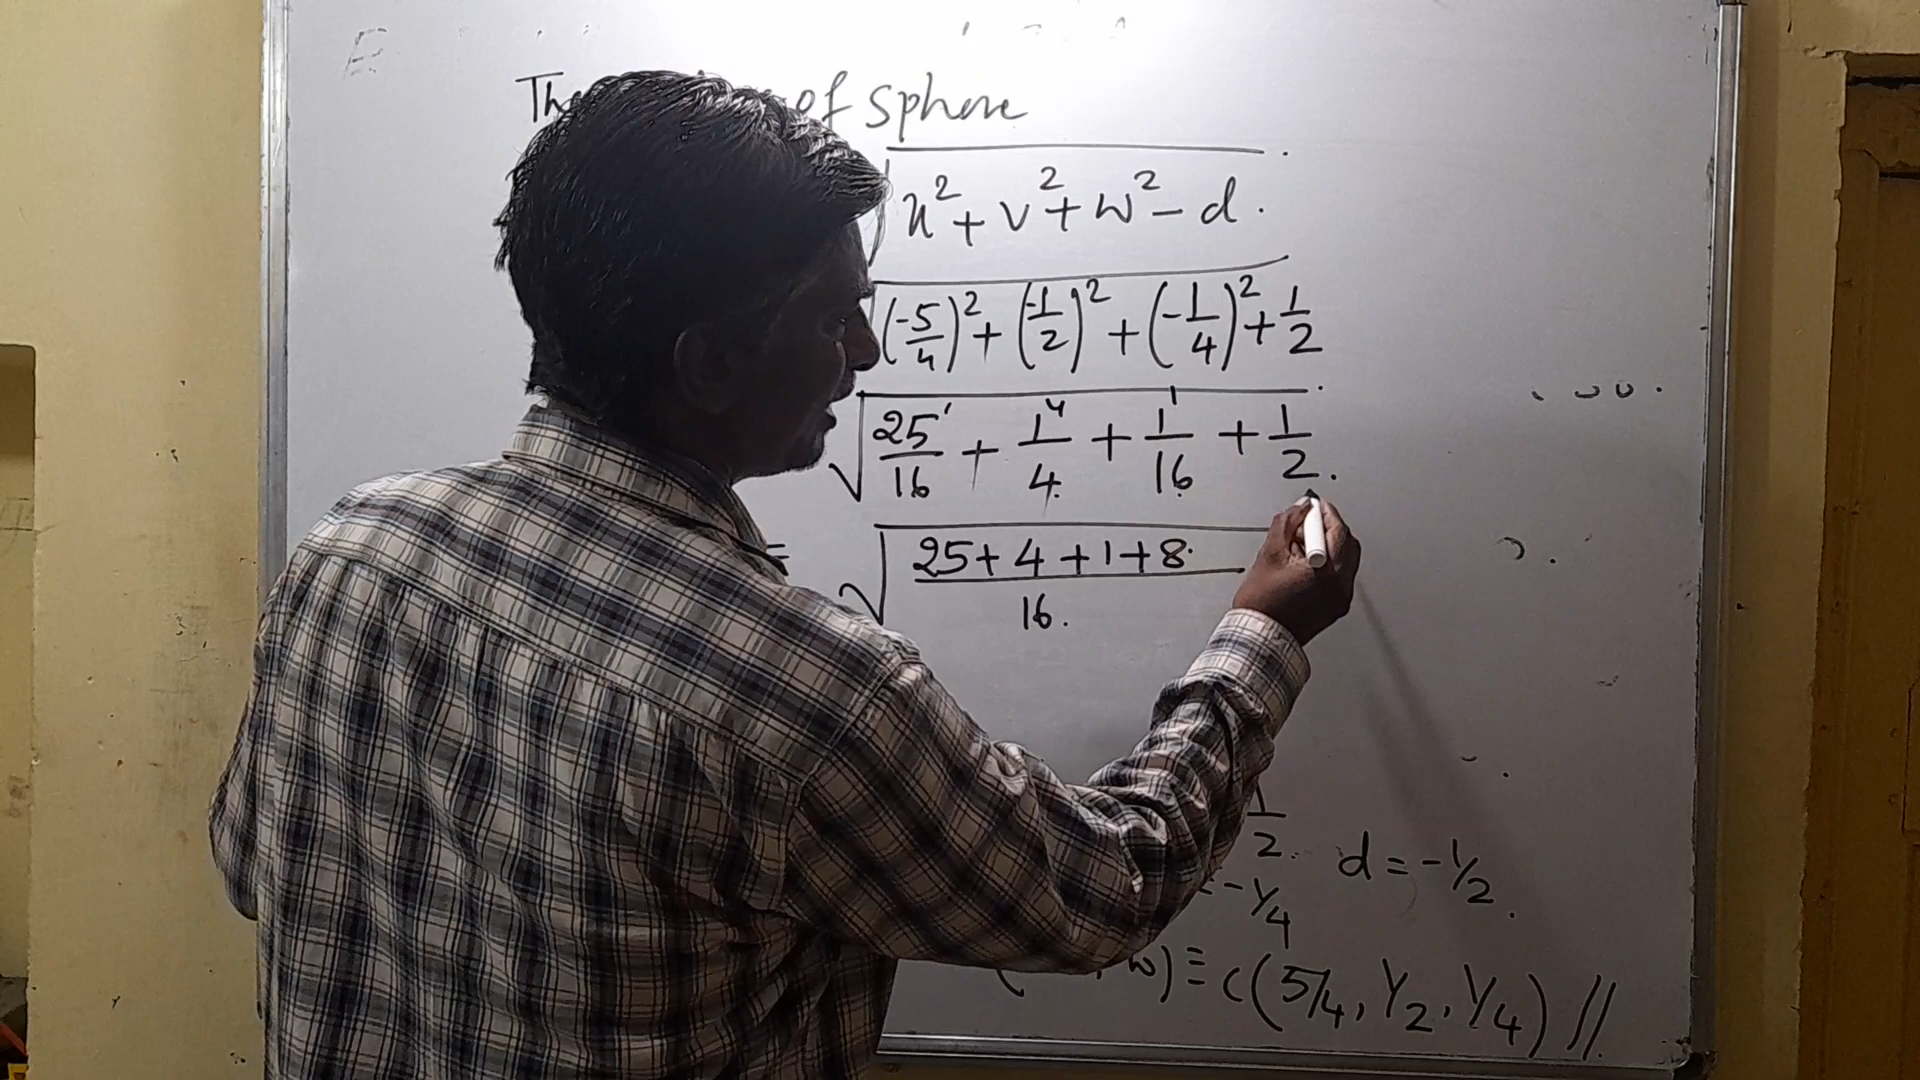 Th of Sphere
√u² + v² + w² - d.
(-5/4)² + (-1/2)² + (-1/4)² + 1/2
√25/16 + 1/4 + 1/16 + 1/2.
= √25 + 4 + 1 + 8 / 16.
1/2. d = -1/2.
= -1/4
w) ≡ C(5/4, 1/2, 1/4) //